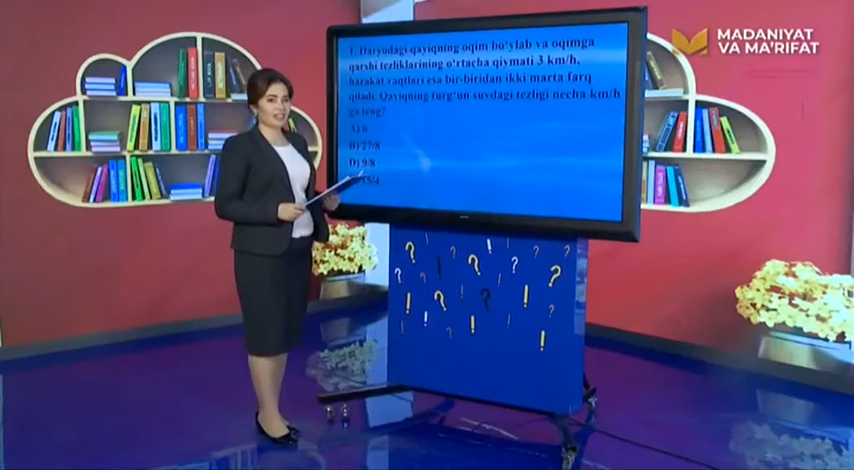 1. Daryodagi qayiqning oqim bo'ylab va oqimga
qarshi tezliklarining o'rtacha qiymati 3 km/h,
harakat vaqtlari esa bir-biridan ikki marta farq
qiladi. Qayiqning turg'un suvdagi tezligi necha km/h
ga teng?
A) 6
B) 27/8
D) 9/8
15/4
MADANIYAT
VA MA'RIFAT